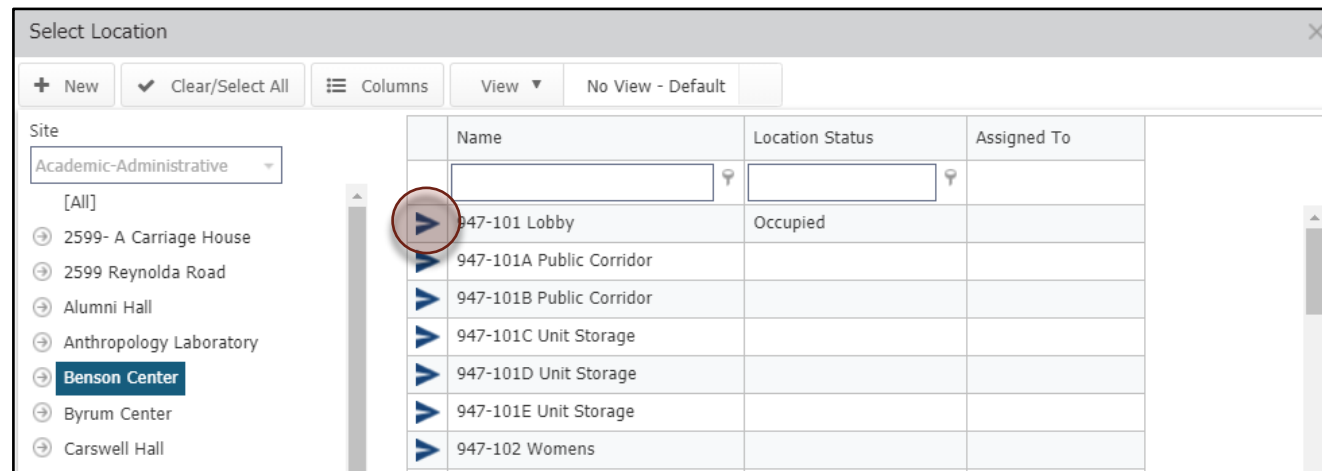 Select Location
New Clear/Select All Columns View No View - Default
Site
Academic-Administrative
[All]
2599- A Carriage House
2599 Reynolda Road
Alumni Hall
Anthropology Laboratory
Benson Center
Byrum Center
Carswell Hall
Name Location Status Assigned To
947-101 Lobby Occupied
947-101A Public Corridor
947-101B Public Corridor
947-101C Unit Storage
947-101D Unit Storage
947-101E Unit Storage
947-102 Womens